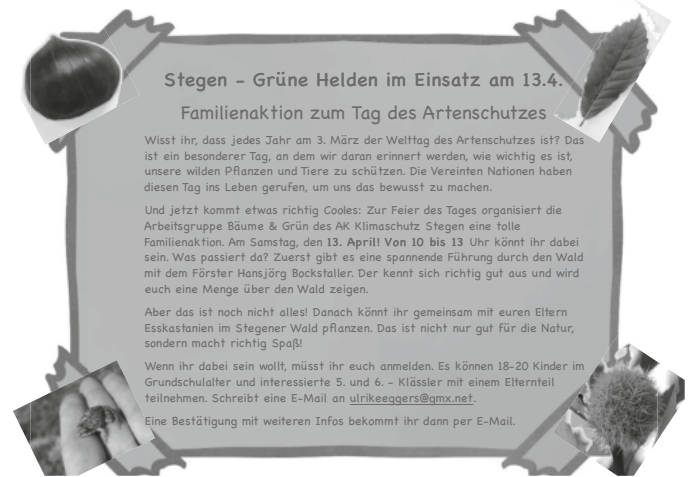 Stegen - Grüne Helden im Einsatz am 13.4.
Familienaktion zum Tag des Artenschutzes
Wisst ihr, dass jedes Jahr am 3. März der Welttag des Artenschutzes ist? Das
ist ein besonderer Tag, an dem wir daran erinnert werden, wie wichtig es ist,
unsere wilden Pflanzen und Tiere zu schützen. Die Vereinten Nationen haben
diesen Tag ins Leben gerufen, um uns das bewusst zu machen.
Und jetzt kommt etwas richtig Cooles: Zur Feier des Tages organisiert die
Arbeitsgruppe Bäume & Grün des AK Klimaschutz Stegen eine tolle
Familienaktion. Am Samstag, den 13. April! Von 10 bis 13 Uhr könnt ihr dabei
sein. Was passiert da? Zuerst gibt es eine spannende Führung durch den Wald
mit dem Förster Hansjörg Bockstaller. Der kennt sich richtig gut aus und wird
euch eine Menge über den Wald zeigen.
Aber das ist noch nicht alles! Danach könnt ihr gemeinsam mit euren Eltern
Esskastanien im Stegener Wald pflanzen. Das ist nicht nur gut für die Natur,
sondern macht richtig Spaß!
Wenn ihr dabei sein wollt, müsst ihr euch anmelden. Es können 18-20 Kinder im
Grundschulalter und interessierte 5. und 6. - Klässler mit einem Elternteil
teilnehmen. Schreibt eine E-Mail an ulrikeeggers@gmx.net.
Eine Bestätigung mit weiteren Infos bekommt ihr dann per E-Mail.